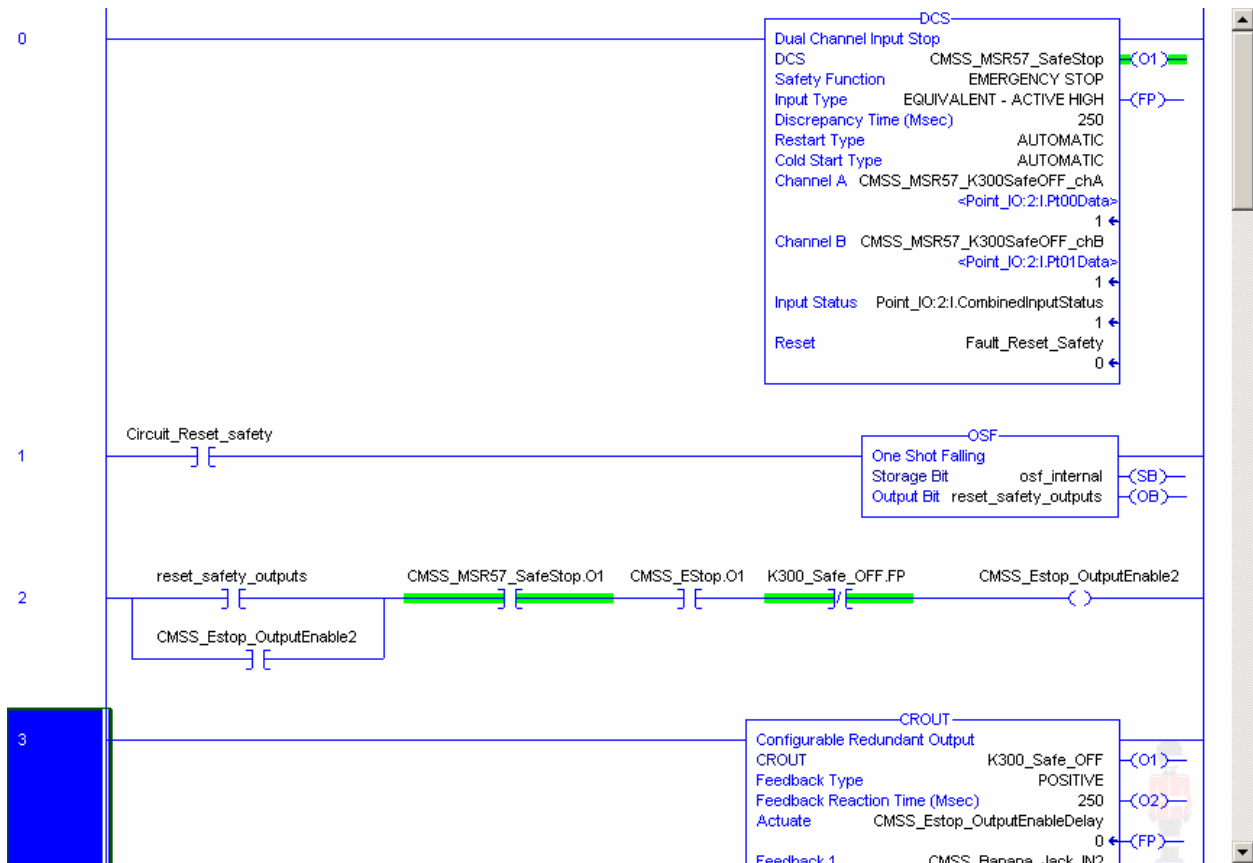 DCS
0
Dual Channel Input Stop
DCS CMSS_MSR57_SafeStop (O1)
Safety Function EMERGENCY STOP
Input Type EQUIVALENT - ACTIVE HIGH (FP)
Discrepancy Time (Msec) 250
Restart Type AUTOMATIC
Cold Start Type AUTOMATIC
Channel A CMSS_MSR57_K300SafeOFF_chA
<Point_IO:2:I.Pt00Data>
1
Channel B CMSS_MSR57_K300SafeOFF_chB
<Point_IO:2:I.Pt01Data>
1
Input Status Point_IO:2:I.CombinedInputStatus
1
Reset Fault_Reset_Safety
0
Circuit_Reset_safety
OSF
1
One Shot Falling
Storage Bit osf_internal (SB)
Output Bit reset_safety_outputs (OB)
reset_safety_outputs CMSS_MSR57_SafeStop.O1 CMSS_EStop.O1 K300_Safe_OFF.FP CMSS_Estop_OutputEnable2
2
CMSS_Estop_OutputEnable2
CROUT
3
Configurable Redundant Output
CROUT K300_Safe_OFF (O1)
Feedback Type POSITIVE
Feedback Reaction Time (Msec) 250 (O2)
Actuate CMSS_Estop_OutputEnableDelay
0 (FP)
Feedback 1 CMSS_Banana_Jack_IN2